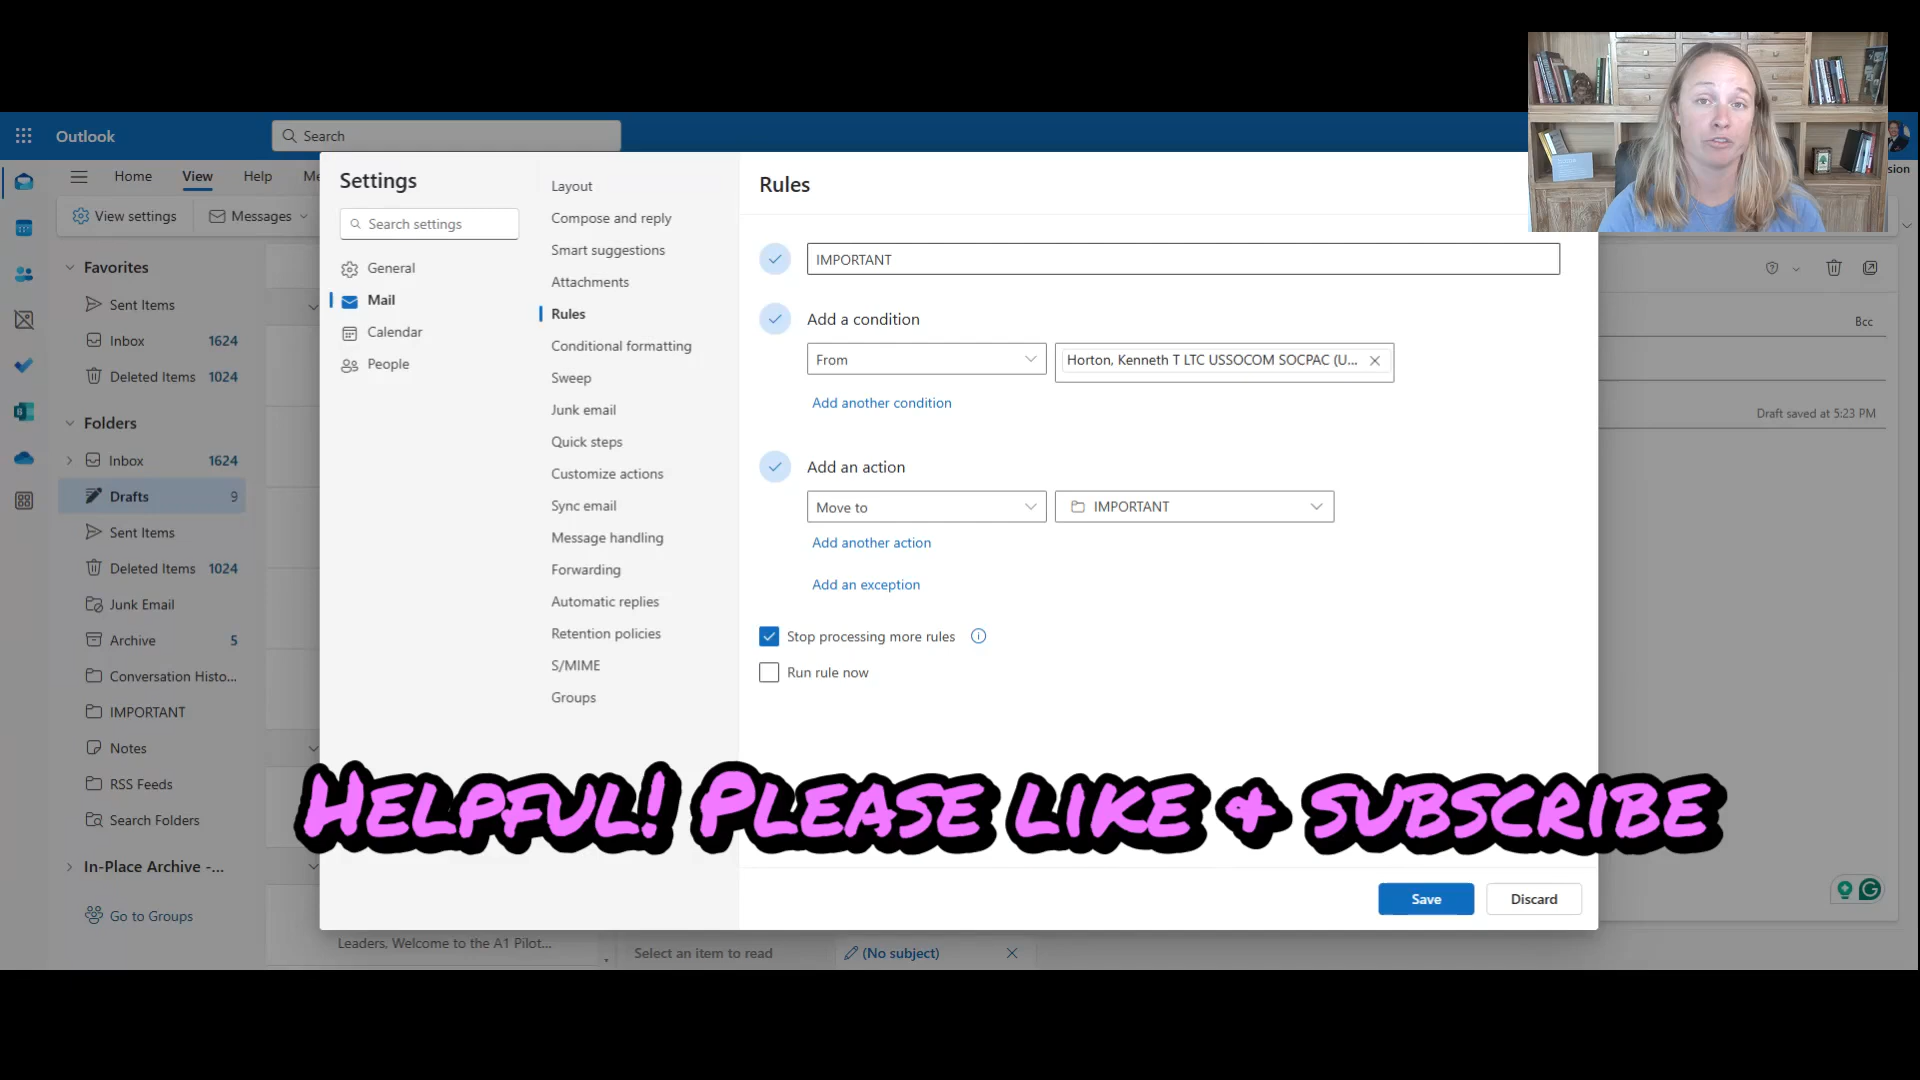 Outlook
Search
sion
Home
View
Help
Me
View settings
Messages
Favorites
Sent Items
Inbox 1624
Deleted Items 1024
Folders
Inbox 1624
Drafts 9
Sent Items
Deleted Items 1024
Junk Email
Archive 5
Conversation Histo...
IMPORTANT
Notes
RSS Feeds
Search Folders
In-Place Archive -...
Go to Groups
Settings
Search settings
General
Mail
Calendar
People
Layout
Compose and reply
Smart suggestions
Attachments
Rules
Conditional formatting
Sweep
Junk email
Quick steps
Customize actions
Sync email
Message handling
Forwarding
Automatic replies
Retention policies
S/MIME
Groups
Rules
IMPORTANT
Add a condition
From
Horton, Kenneth T LTC USSOCOM SOCPAC (U...
Add another condition
Add an action
Move to
IMPORTANT
Add another action
Add an exception
Stop processing more rules
Run rule now
Save
Discard
Bcc
Draft saved at 5:23 PM
HELPFUL! PLEASE LIKE & SUBSCRIBE
Leaders, Welcome to the A1 Pilot...
Select an item to read
(No subject)